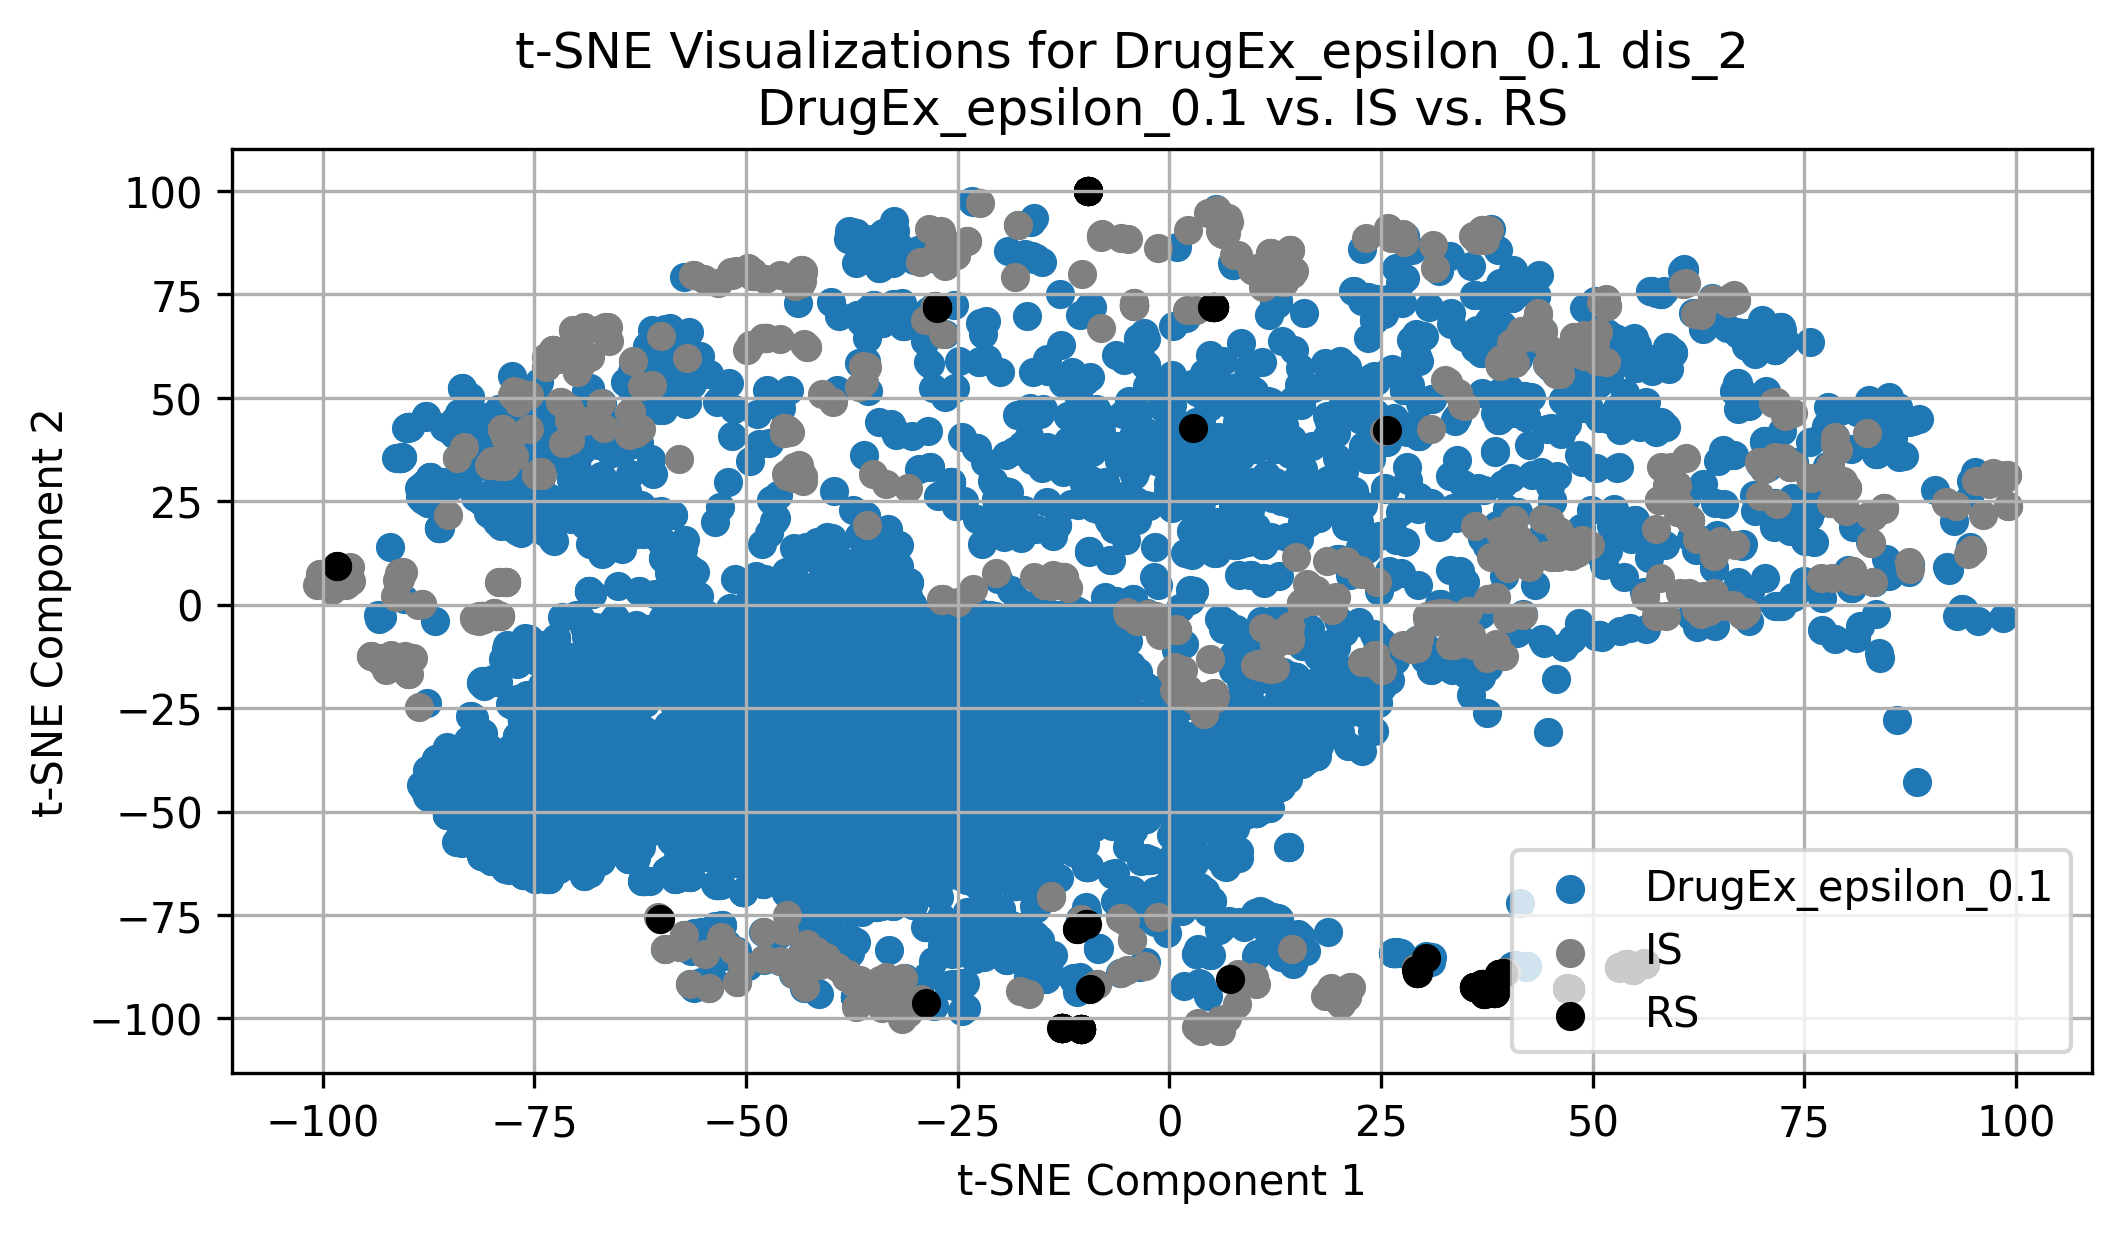 t-SNE Visualizations for DrugEx_epsilon_0.1 dis_2
DrugEx_epsilon_0.1 vs. IS vs. RS
t-SNE Component 2
100
75
50
25
0
−25
−50
−75
−100
DrugEx_epsilon_0.1
IS
RS
−100
−75
−50
−25
0
25
50
75
100
t-SNE Component 1